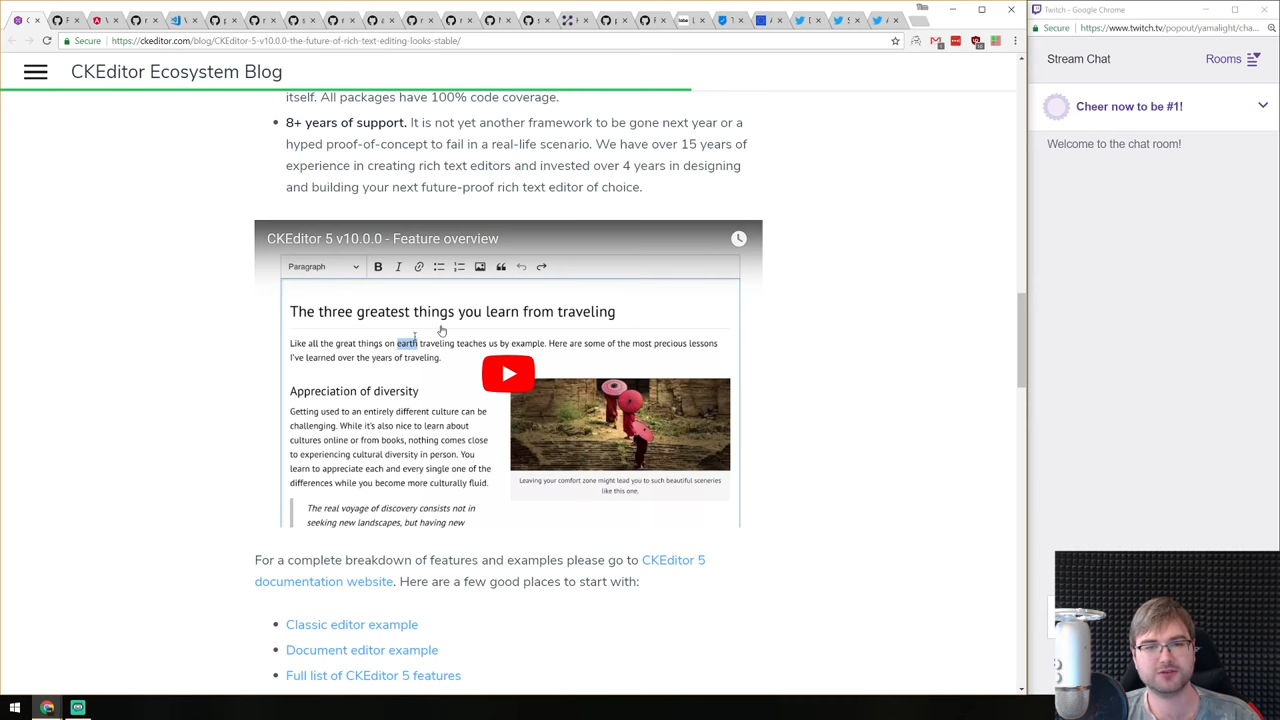 Twitch - Google Chrome
Secure
https://ckeditor.com/blog/CKEditor-5-v10.0.0-the-future-of-rich-text-editing-looks-stable/
Secure
https://www.twitch.tv/popout/yamalight/cha...
CKEditor Ecosystem Blog
Stream Chat
Rooms
Cheer now to be #1!
Welcome to the chat room!
itself. All packages have 100% code coverage.
8+ years of support. It is not yet another framework to be gone next year or a
hyped proof-of-concept to fail in a real-life scenario. We have over 15 years of
experience in creating rich text editors and invested over 4 years in designing
and building your next future-proof rich text editor of choice.
CKEditor 5 v10.0.0 - Feature overview
Paragraph
B I
The three greatest things you learn from traveling
Like all the great things on earth traveling teaches us by example. Here are some of the most precious lessons
I've learned over the years of traveling.
Appreciation of diversity
Getting used to an entirely different culture can be
challenging. While it's also nice to learn about
cultures online or from books, nothing comes close
to experiencing cultural diversity in person. You
learn to appreciate each and every single one of the
differences while you become more culturally fluid.
Leaving your comfort zone might lead you to such beautiful sceneries
like this one.
The real voyage of discovery consists not in
seeking new landscapes, but having new
For a complete breakdown of features and examples please go to CKEditor 5
documentation website. Here are a few good places to start with:
Classic editor example
Document editor example
Full list of CKEditor 5 features